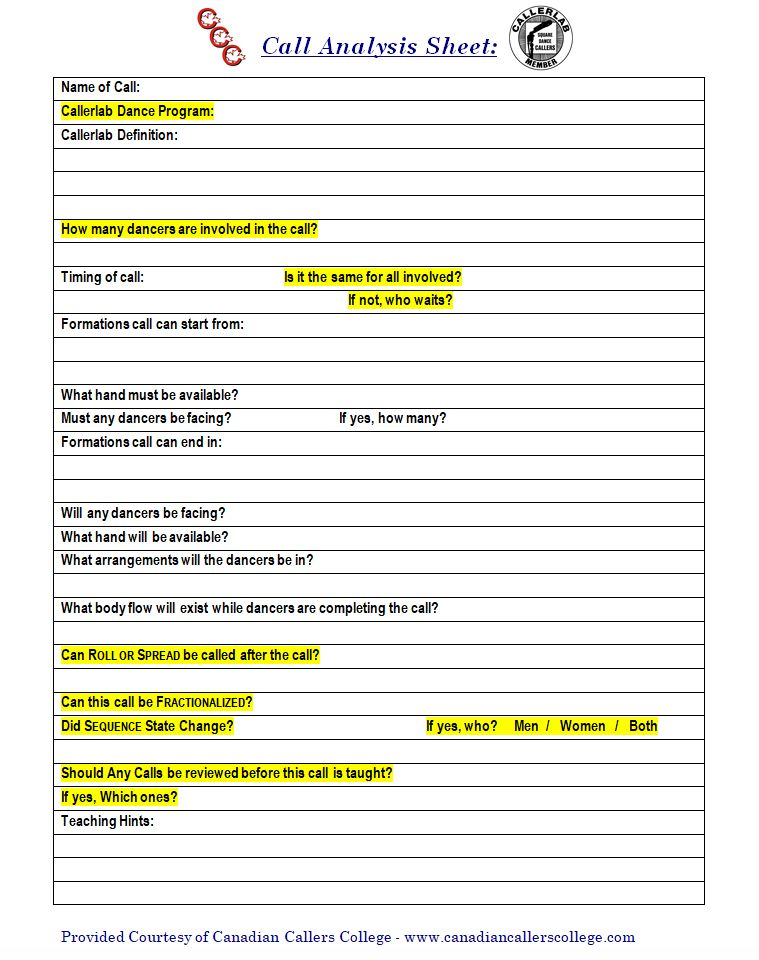 CCC
Call Analysis Sheet:
CALLERLAB
SQUARE
DANCE
CALLERS
MEMBER
Name of Call:
Callerlab Dance Program:
Callerlab Definition:
How many dancers are involved in the call?
Timing of call: Is it the same for all involved?
If not, who waits?
Formations call can start from:
What hand must be available?
Must any dancers be facing? If yes, how many?
Formations call can end in:
Will any dancers be facing?
What hand will be available?
What arrangements will the dancers be in?
What body flow will exist while dancers are completing the call?
Can ROLL OR SPREAD be called after the call?
Can this call be FRACTIONALIZED?
Did SEQUENCE State Change? If yes, who? Men / Women / Both
Should Any Calls be reviewed before this call is taught?
If yes, Which ones?
Teaching Hints:
Provided Courtesy of Canadian Callers College - www.canadiancallerscollege.com